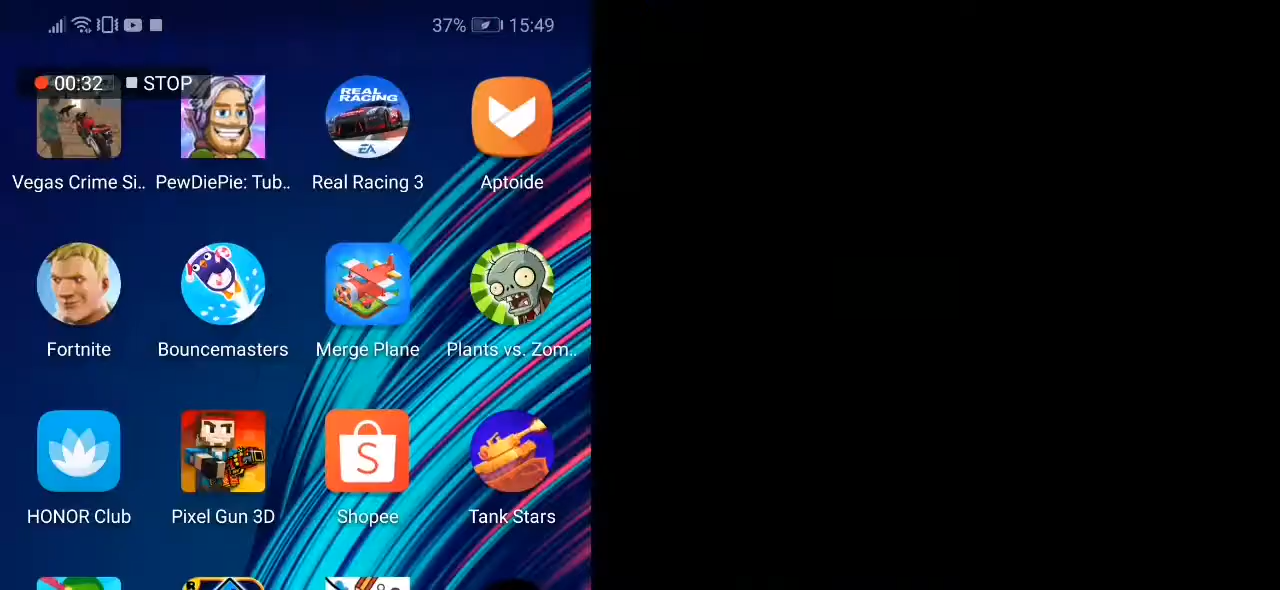 37% 15:49
00:32 STOP
REAL RACING
EA
Vegas Crime Si.. PewDiePie: Tub.. Real Racing 3 Aptoide
Fortnite Bouncemasters Merge Plane Plants vs. Zom..
S
HONOR Club Pixel Gun 3D Shopee Tank Stars